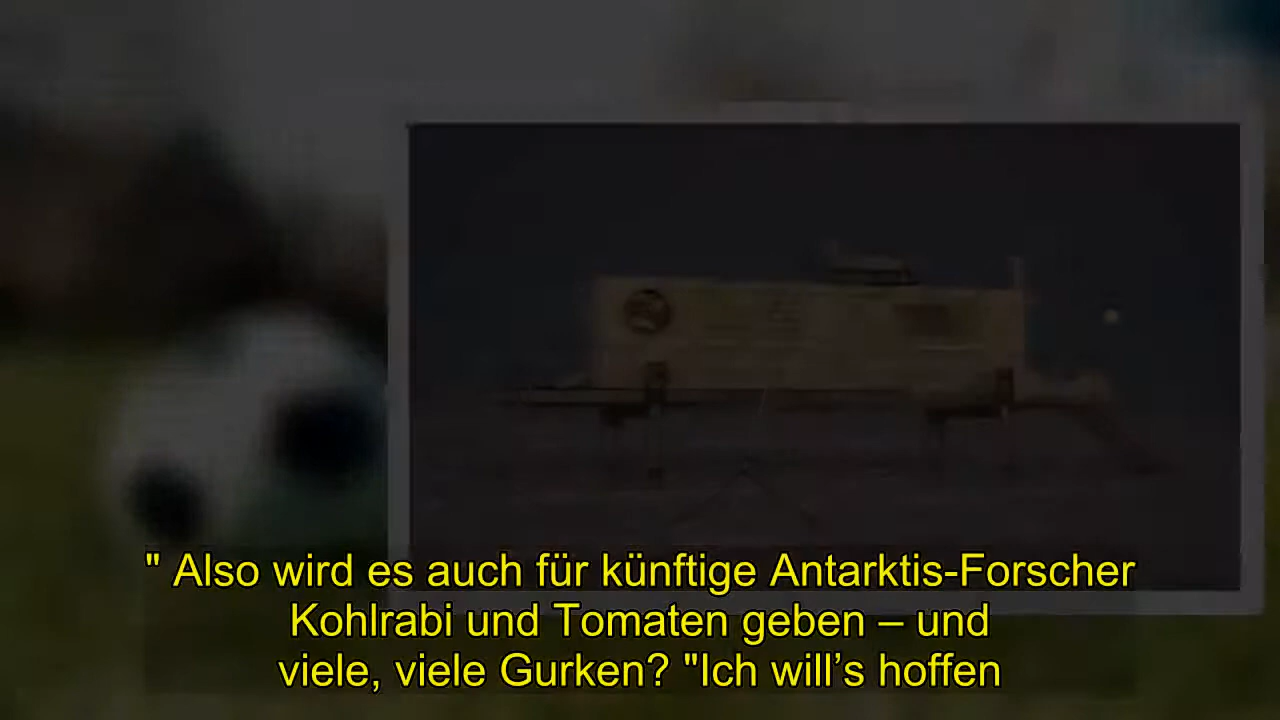 " Also wird es auch für künftige Antarktis-Forscher
Kohlrabi und Tomaten geben – und
viele, viele Gurken? "Ich will’s hoffen